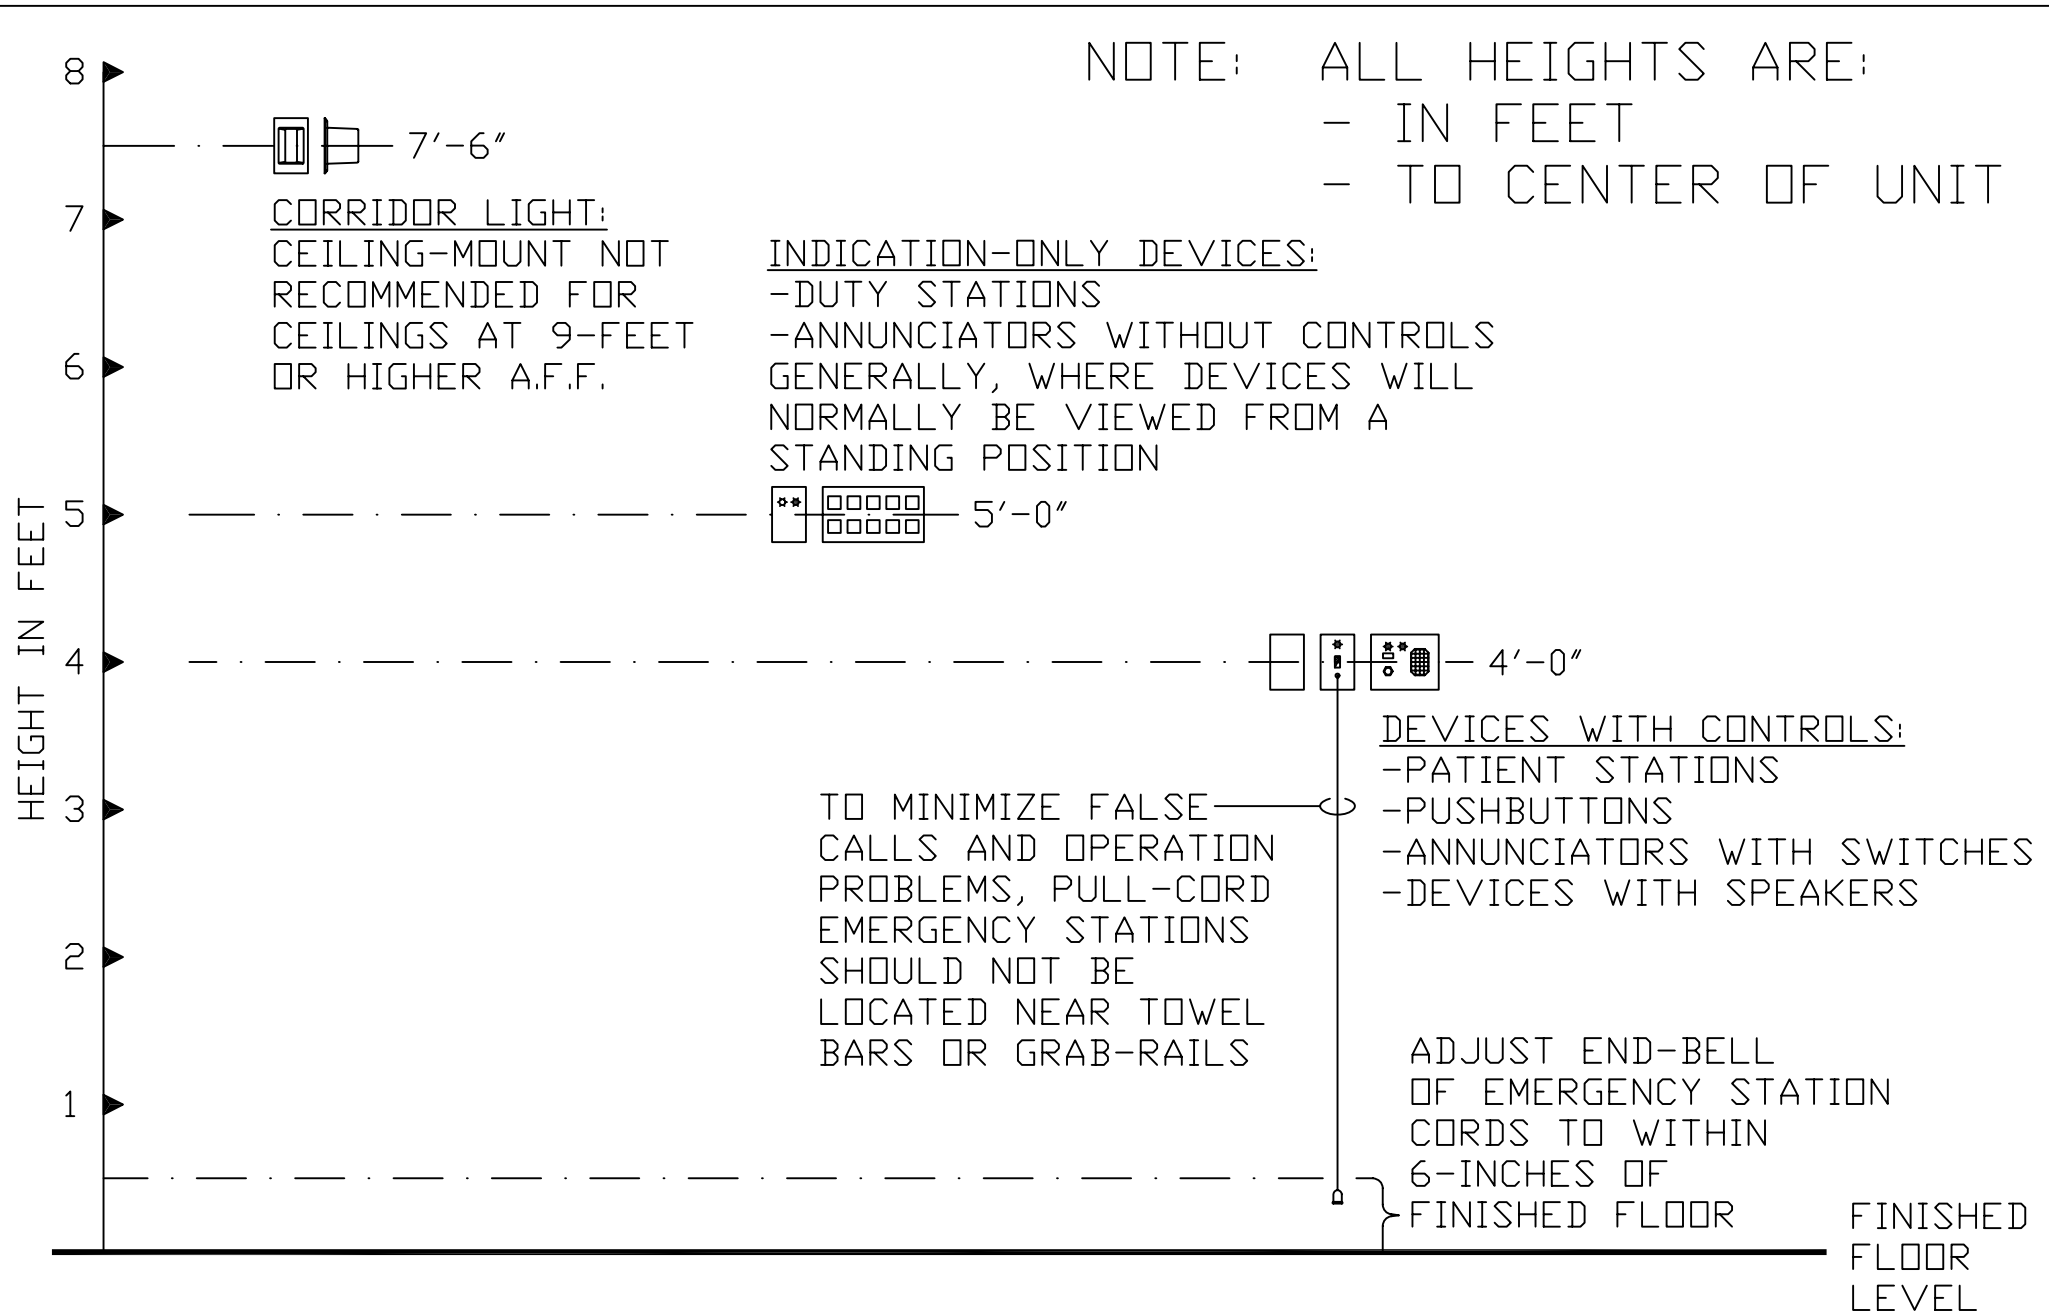 NOTE: ALL HEIGHTS ARE:
- IN FEET
- TO CENTER OF UNIT
8
7
6
5
4
3
2
1
HEIGHT IN FEET
7'-6"
CORRIDOR LIGHT:
CEILING-MOUNT NOT
RECOMMENDED FOR
CEILINGS AT 9-FEET
OR HIGHER A.F.F.
INDICATION-ONLY DEVICES:
-DUTY STATIONS
-ANNUNCIATORS WITHOUT CONTROLS
GENERALLY, WHERE DEVICES WILL
NORMALLY BE VIEWED FROM A
STANDING POSITION
5'-0"
4'-0"
DEVICES WITH CONTROLS:
-PATIENT STATIONS
-PUSHBUTTONS
-ANNUNCIATORS WITH SWITCHES
-DEVICES WITH SPEAKERS
TO MINIMIZE FALSE
CALLS AND OPERATION
PROBLEMS, PULL-CORD
EMERGENCY STATIONS
SHOULD NOT BE
LOCATED NEAR TOWEL
BARS OR GRAB-RAILS
ADJUST END-BELL
OF EMERGENCY STATION
CORDS TO WITHIN
6-INCHES OF
FINISHED FLOOR
FINISHED
FLOOR
LEVEL